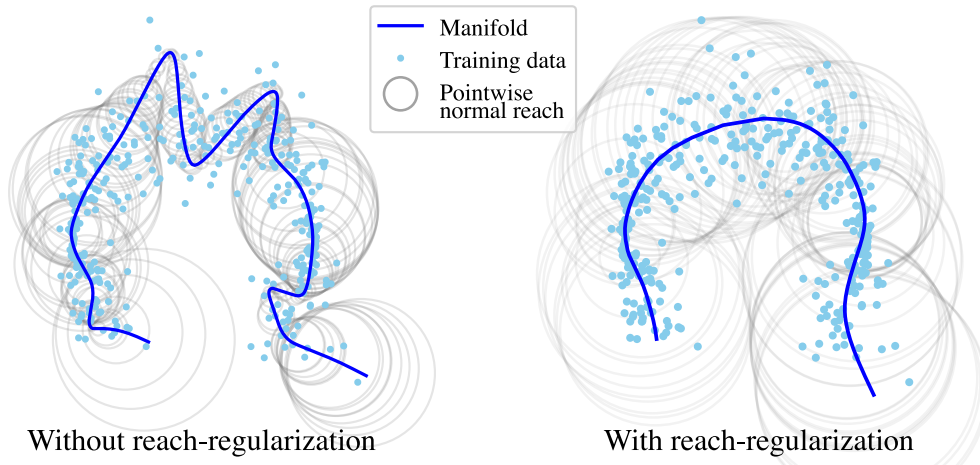 Manifold
Training data
Pointwise
normal reach
Without reach-regularization
With reach-regularization